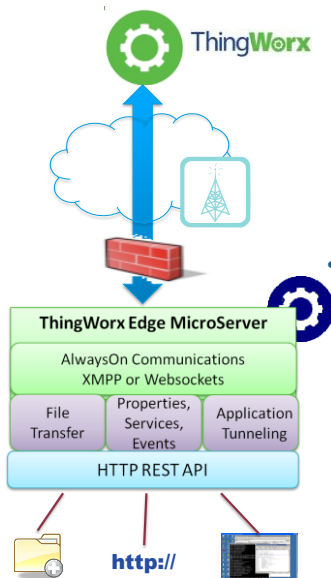 ThingWorx
ThingWorx Edge MicroServer
AlwaysOn Communications
XMPP or Websockets
File
Transfer
Properties,
Services,
Events
Application
Tunneling
HTTP REST API
http://